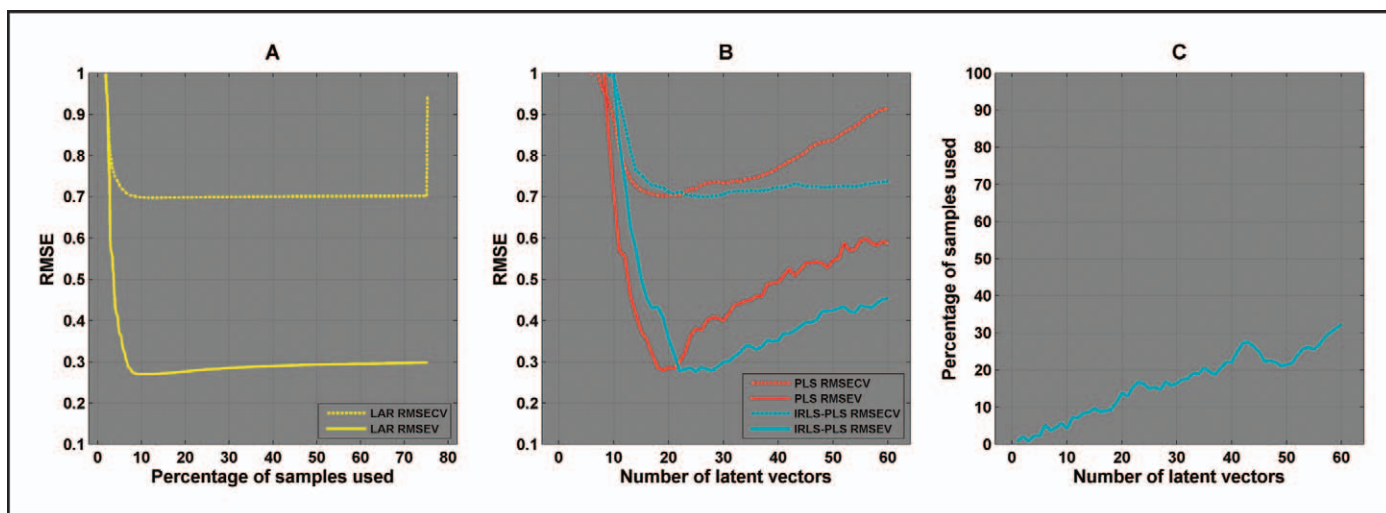 A
1
0.9
0.8
0.7
0.6
0.5
0.4
0.3
0.2
0.1
RMSE
0 10 20 30 40 50 60 70 80
Percentage of samples used
LAR RMSECV
LAR RMSEV
B
1
0.9
0.8
0.7
0.6
0.5
0.4
0.3
0.2
0.1
RMSE
0 10 20 30 40 50 60
Number of latent vectors
PLS RMSECV
PLS RMSEV
IRLS-PLS RMSECV
IRLS-PLS RMSEV
C
100
90
80
70
60
50
40
30
20
10
0
Percentage of samples used
0 10 20 30 40 50 60
Number of latent vectors